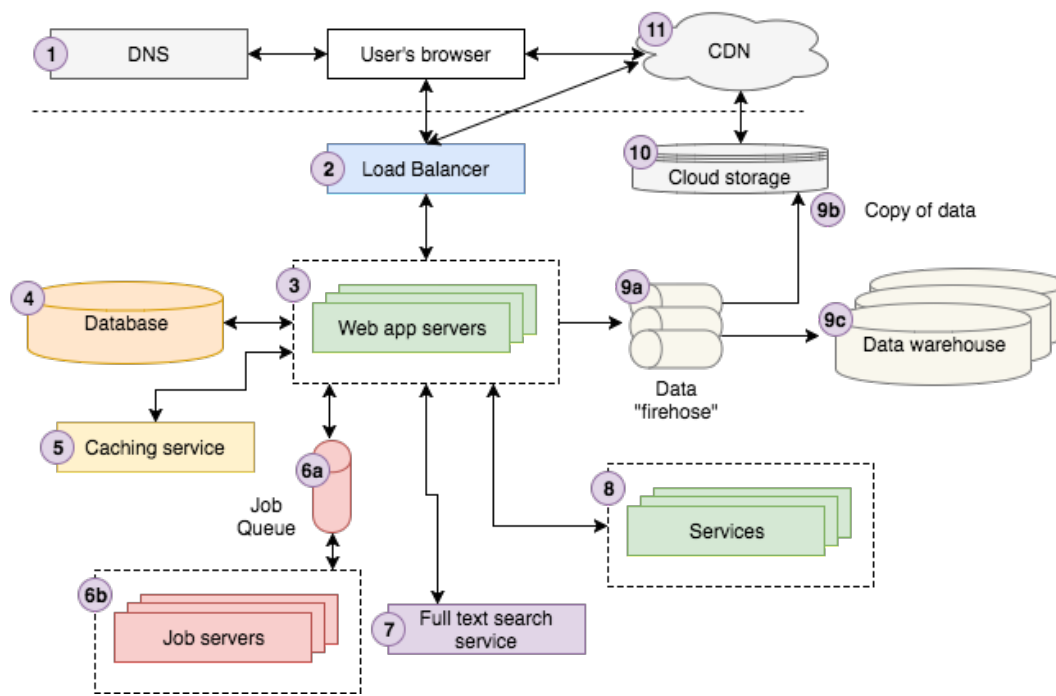 1
DNS
User's browser
11
CDN
2
Load Balancer
10
Cloud storage
9b
Copy of data
3
Web app servers
4
Database
9a
Data
"firehose"
9c
Data warehouse
5
Caching service
6a
Job
Queue
8
Services
6b
Job servers
7
Full text search
service